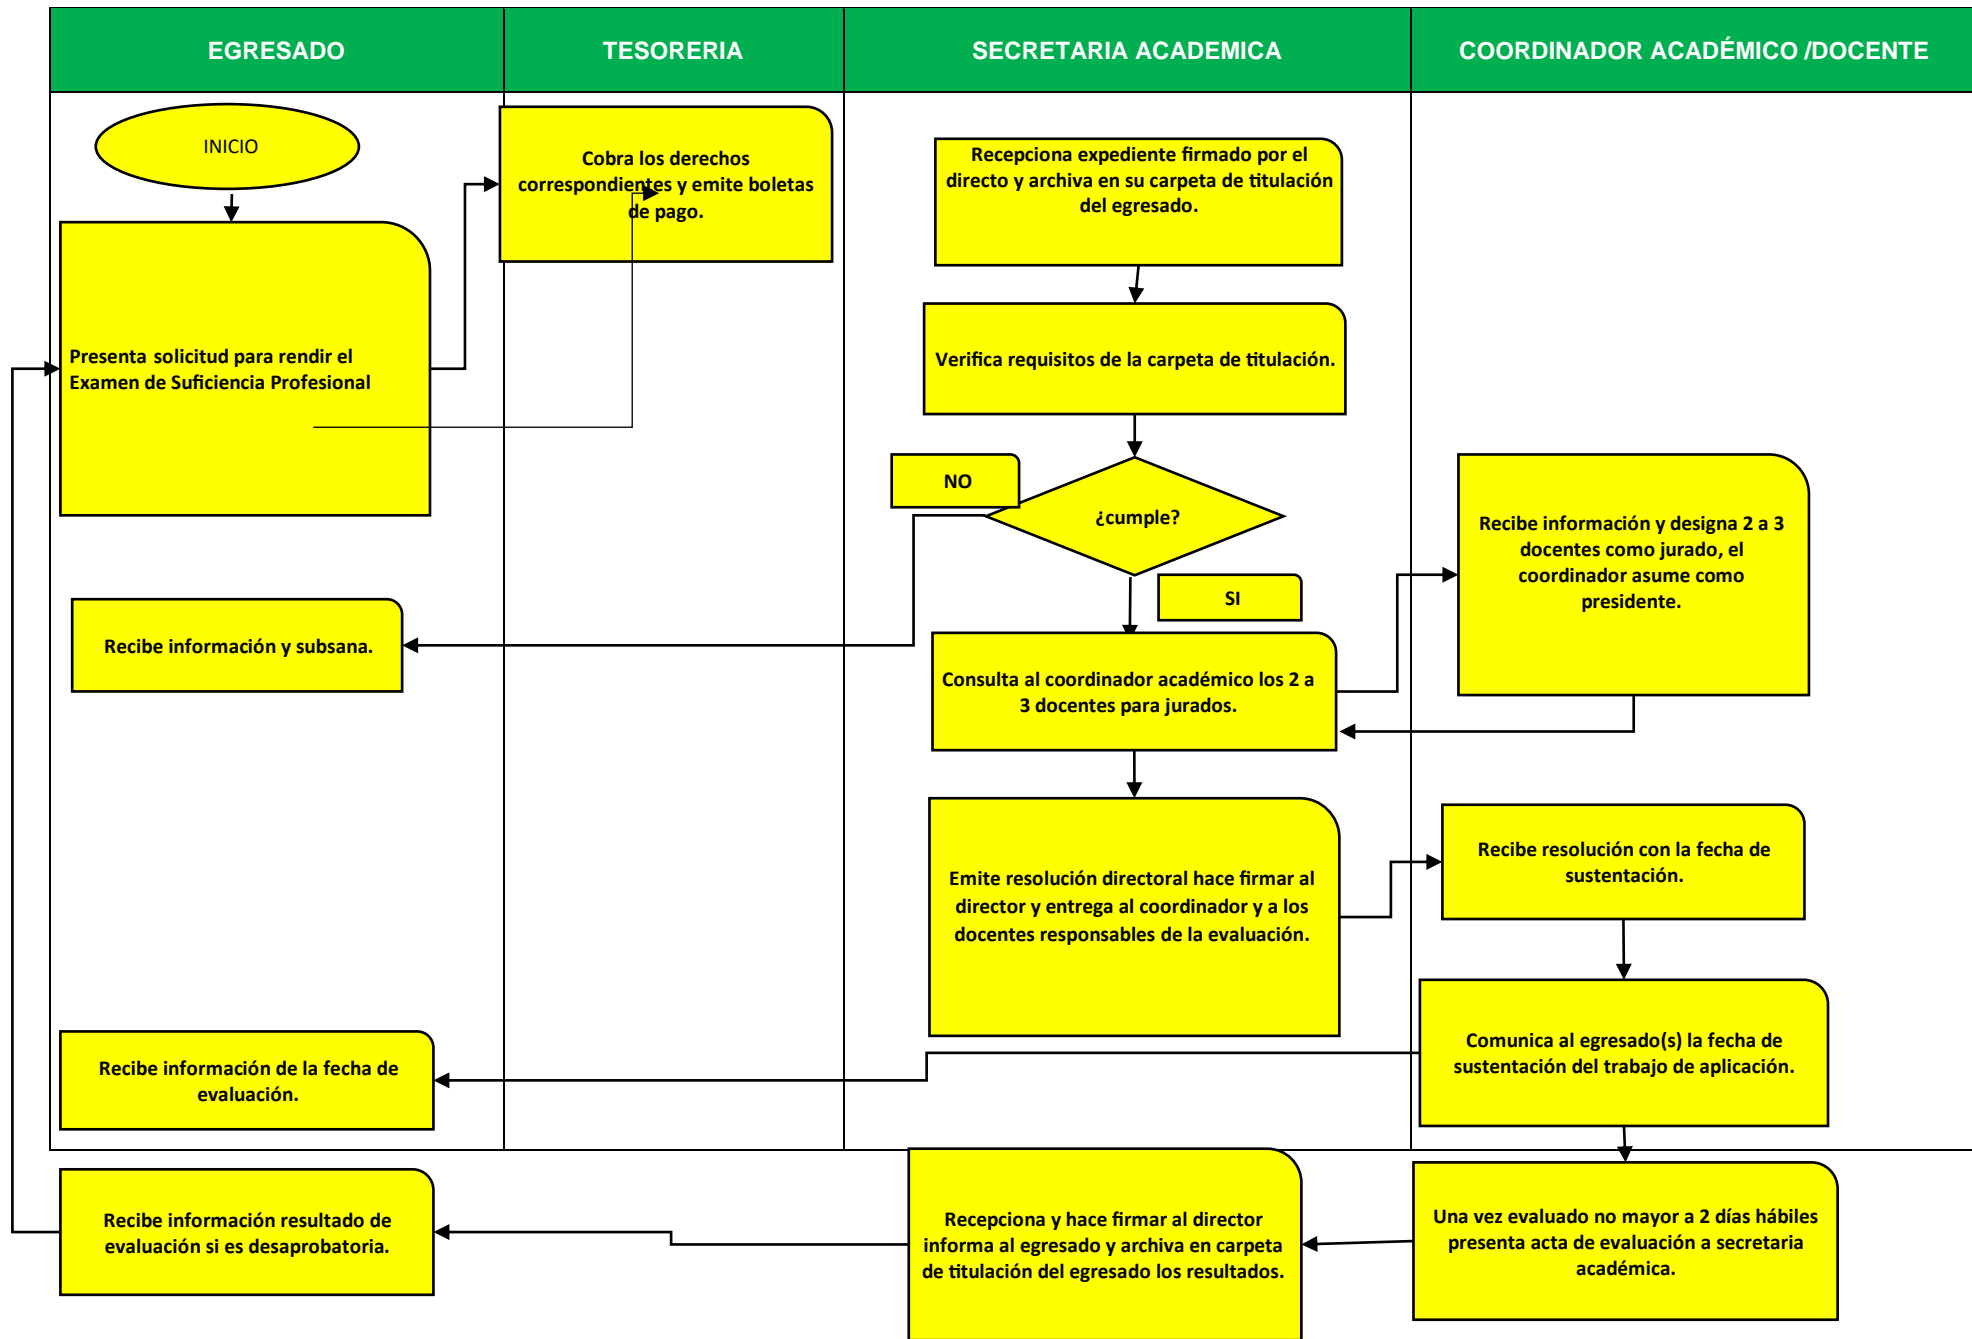 EGRESADO
TESORERIA
SECRETARIA ACADEMICA
COORDINADOR ACADÉMICO /DOCENTE
INICIO
Cobra los derechos
correspondientes y emite boletas
de pago.
Recepciona expediente firmado por el
directo y archiva en su carpeta de titulación
del egresado.
Presenta solicitud para rendir el
Examen de Suficiencia Profesional
Verifica requisitos de la carpeta de titulación.
NO
¿cumple?
SI
Recibe información y designa 2 a 3
docentes como jurado, el
coordinador asume como
presidente.
Recibe información y subsana.
Consulta al coordinador académico los 2 a
3 docentes para jurados.
Emite resolución directoral hace firmar al
director y entrega al coordinador y a los
docentes responsables de la evaluación.
Recibe resolución con la fecha de
sustentación.
Comunica al egresado(s) la fecha de
sustentación del trabajo de aplicación.
Recibe información de la fecha de
evaluación.
Recibe información resultado de
evaluación si es desaprobatoria.
Recepciona y hace firmar al director
informa al egresado y archiva en carpeta
de titulación del egresado los resultados.
Una vez evaluado no mayor a 2 días hábiles
presenta acta de evaluación a secretaria
académica.